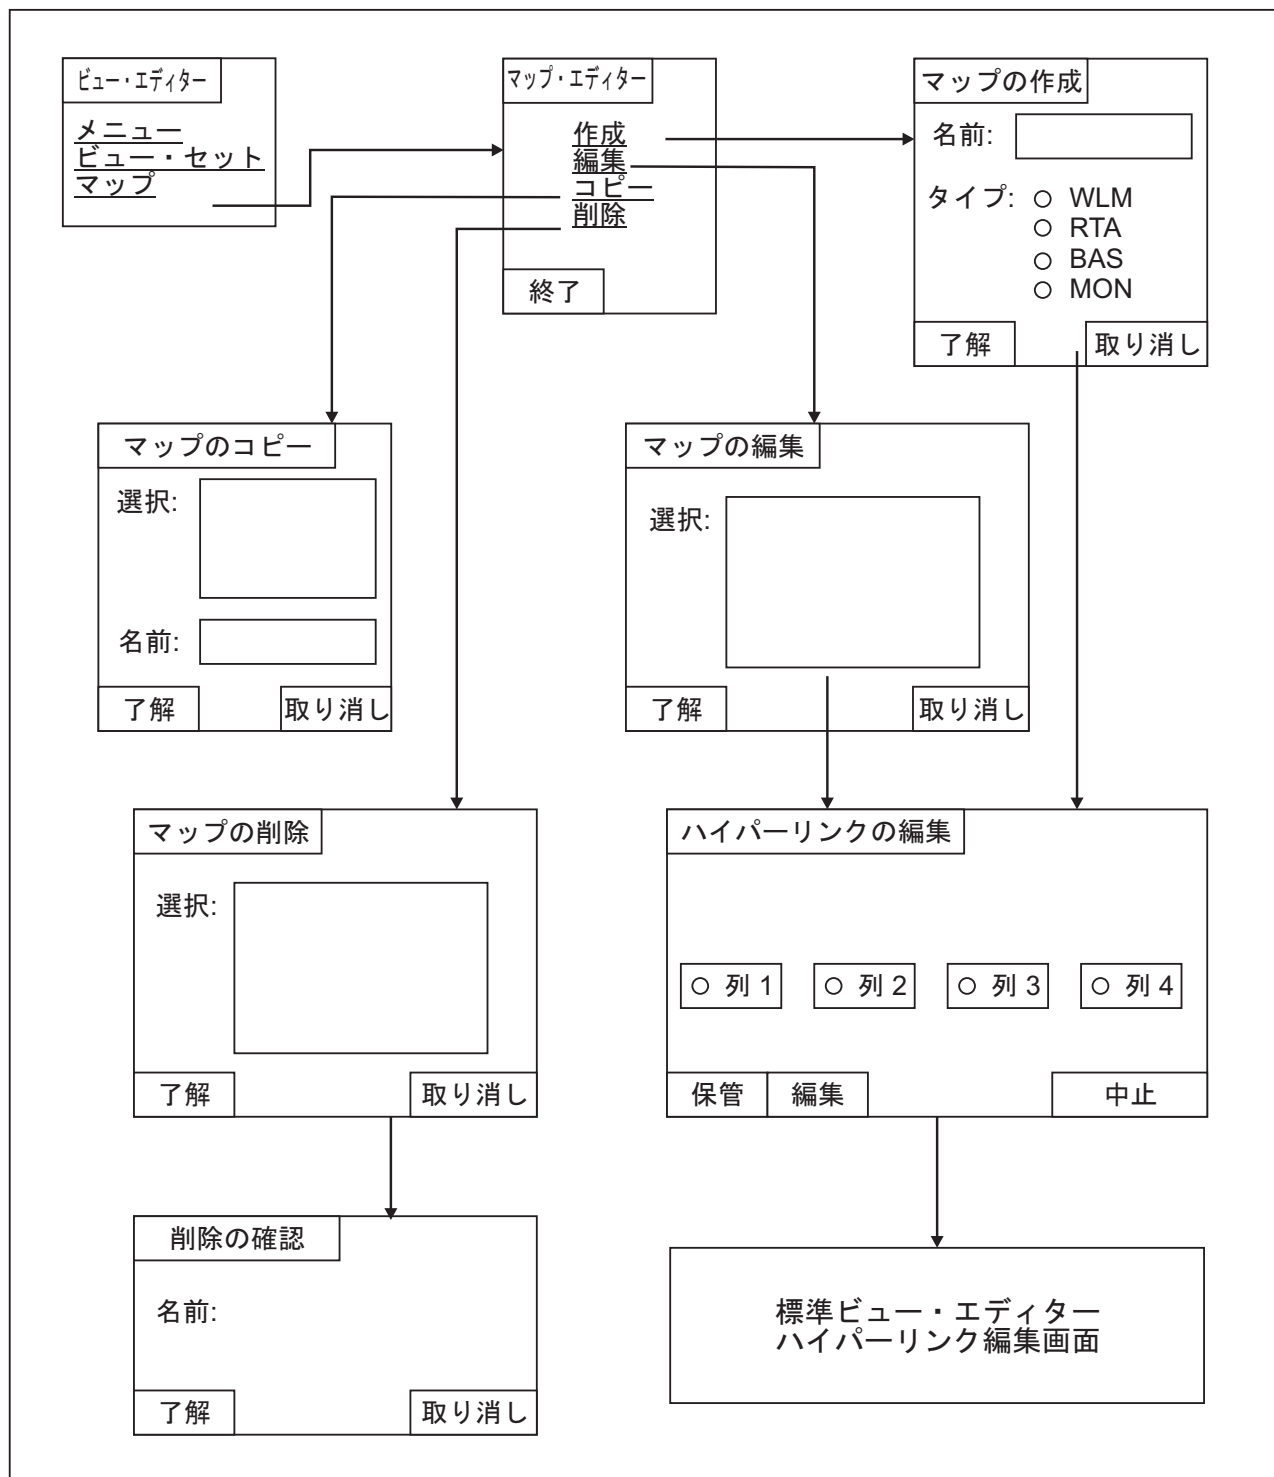 ビュー・エディター
メニュー
ビュー・セット
マップ
マップ・エディター
作成
編集
コピー
削除
終了
マップの作成
名前:
タイプ:
WLM
RTA
BAS
MON
了解
取り消し
マップのコピー
選択:
名前:
了解
取り消し
マップの編集
選択:
了解
取り消し
マップの削除
選択:
了解
取り消し
ハイパーリンクの編集
列 1
列 2
列 3
列 4
保管
編集
中止
削除の確認
名前:
了解
取り消し
標準ビュー・エディター
ハイパーリンク編集画面